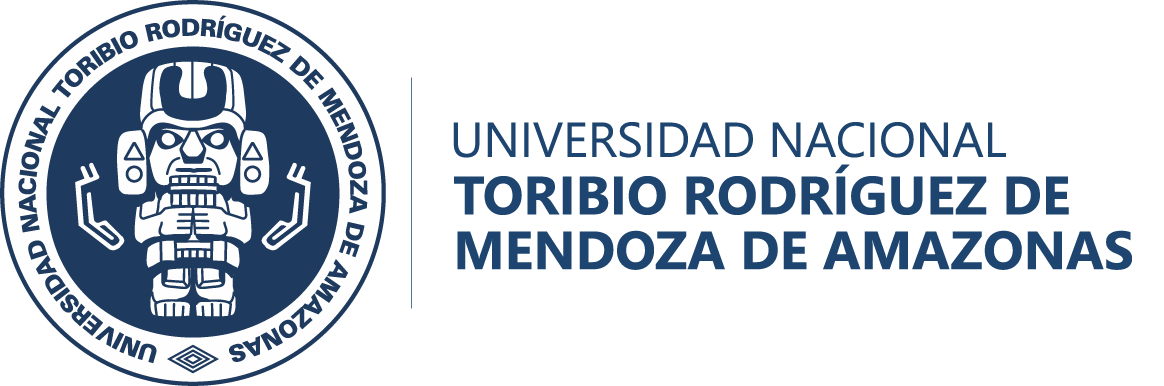 UNIVERSIDAD NACIONAL TORIBIO RODRÍGUEZ DE MENDOZA DE AMAZONAS
UNIVERSIDAD NACIONAL
TORIBIO RODRÍGUEZ DE
MENDOZA DE AMAZONAS